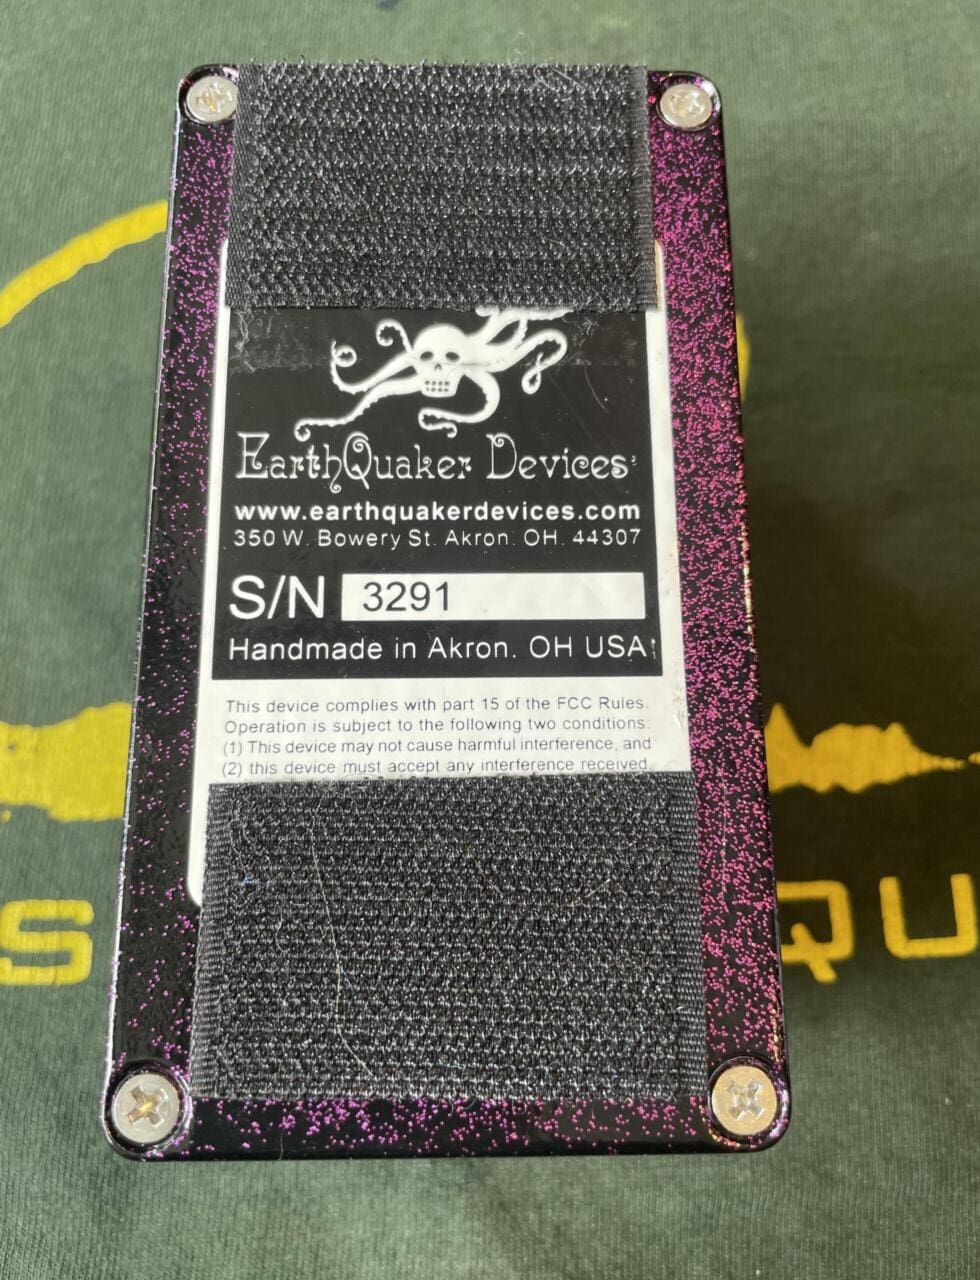 EarthQuaker Devices
www.earthquakerdevices.com
350 W. Bowery St. Akron. OH. 44307
S/N 3291
Handmade in Akron. OH USA
This device complies with part 15 of the FCC Rules.
Operation is subject to the following two conditions:
(1) This device may not cause harmful interference, and
(2) this device must accept any interference received,
S QU